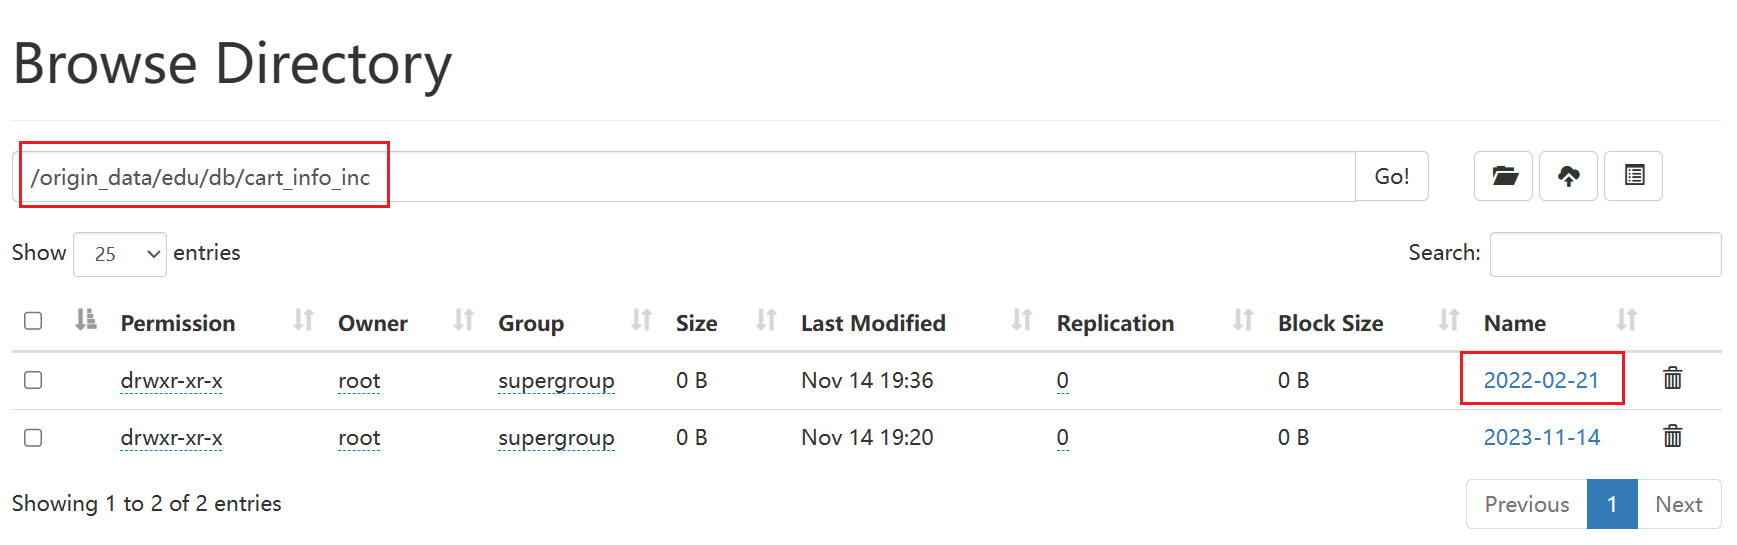 Browse Directory
/origin_data/edu/db/cart_info_inc Go!
Show 25 entries Search:
Permission Owner Group Size Last Modified Replication Block Size Name
drwxr-xr-x root supergroup 0 B Nov 14 19:36 0 0 B 2022-02-21
drwxr-xr-x root supergroup 0 B Nov 14 19:20 0 0 B 2023-11-14
Showing 1 to 2 of 2 entries Previous 1 Next